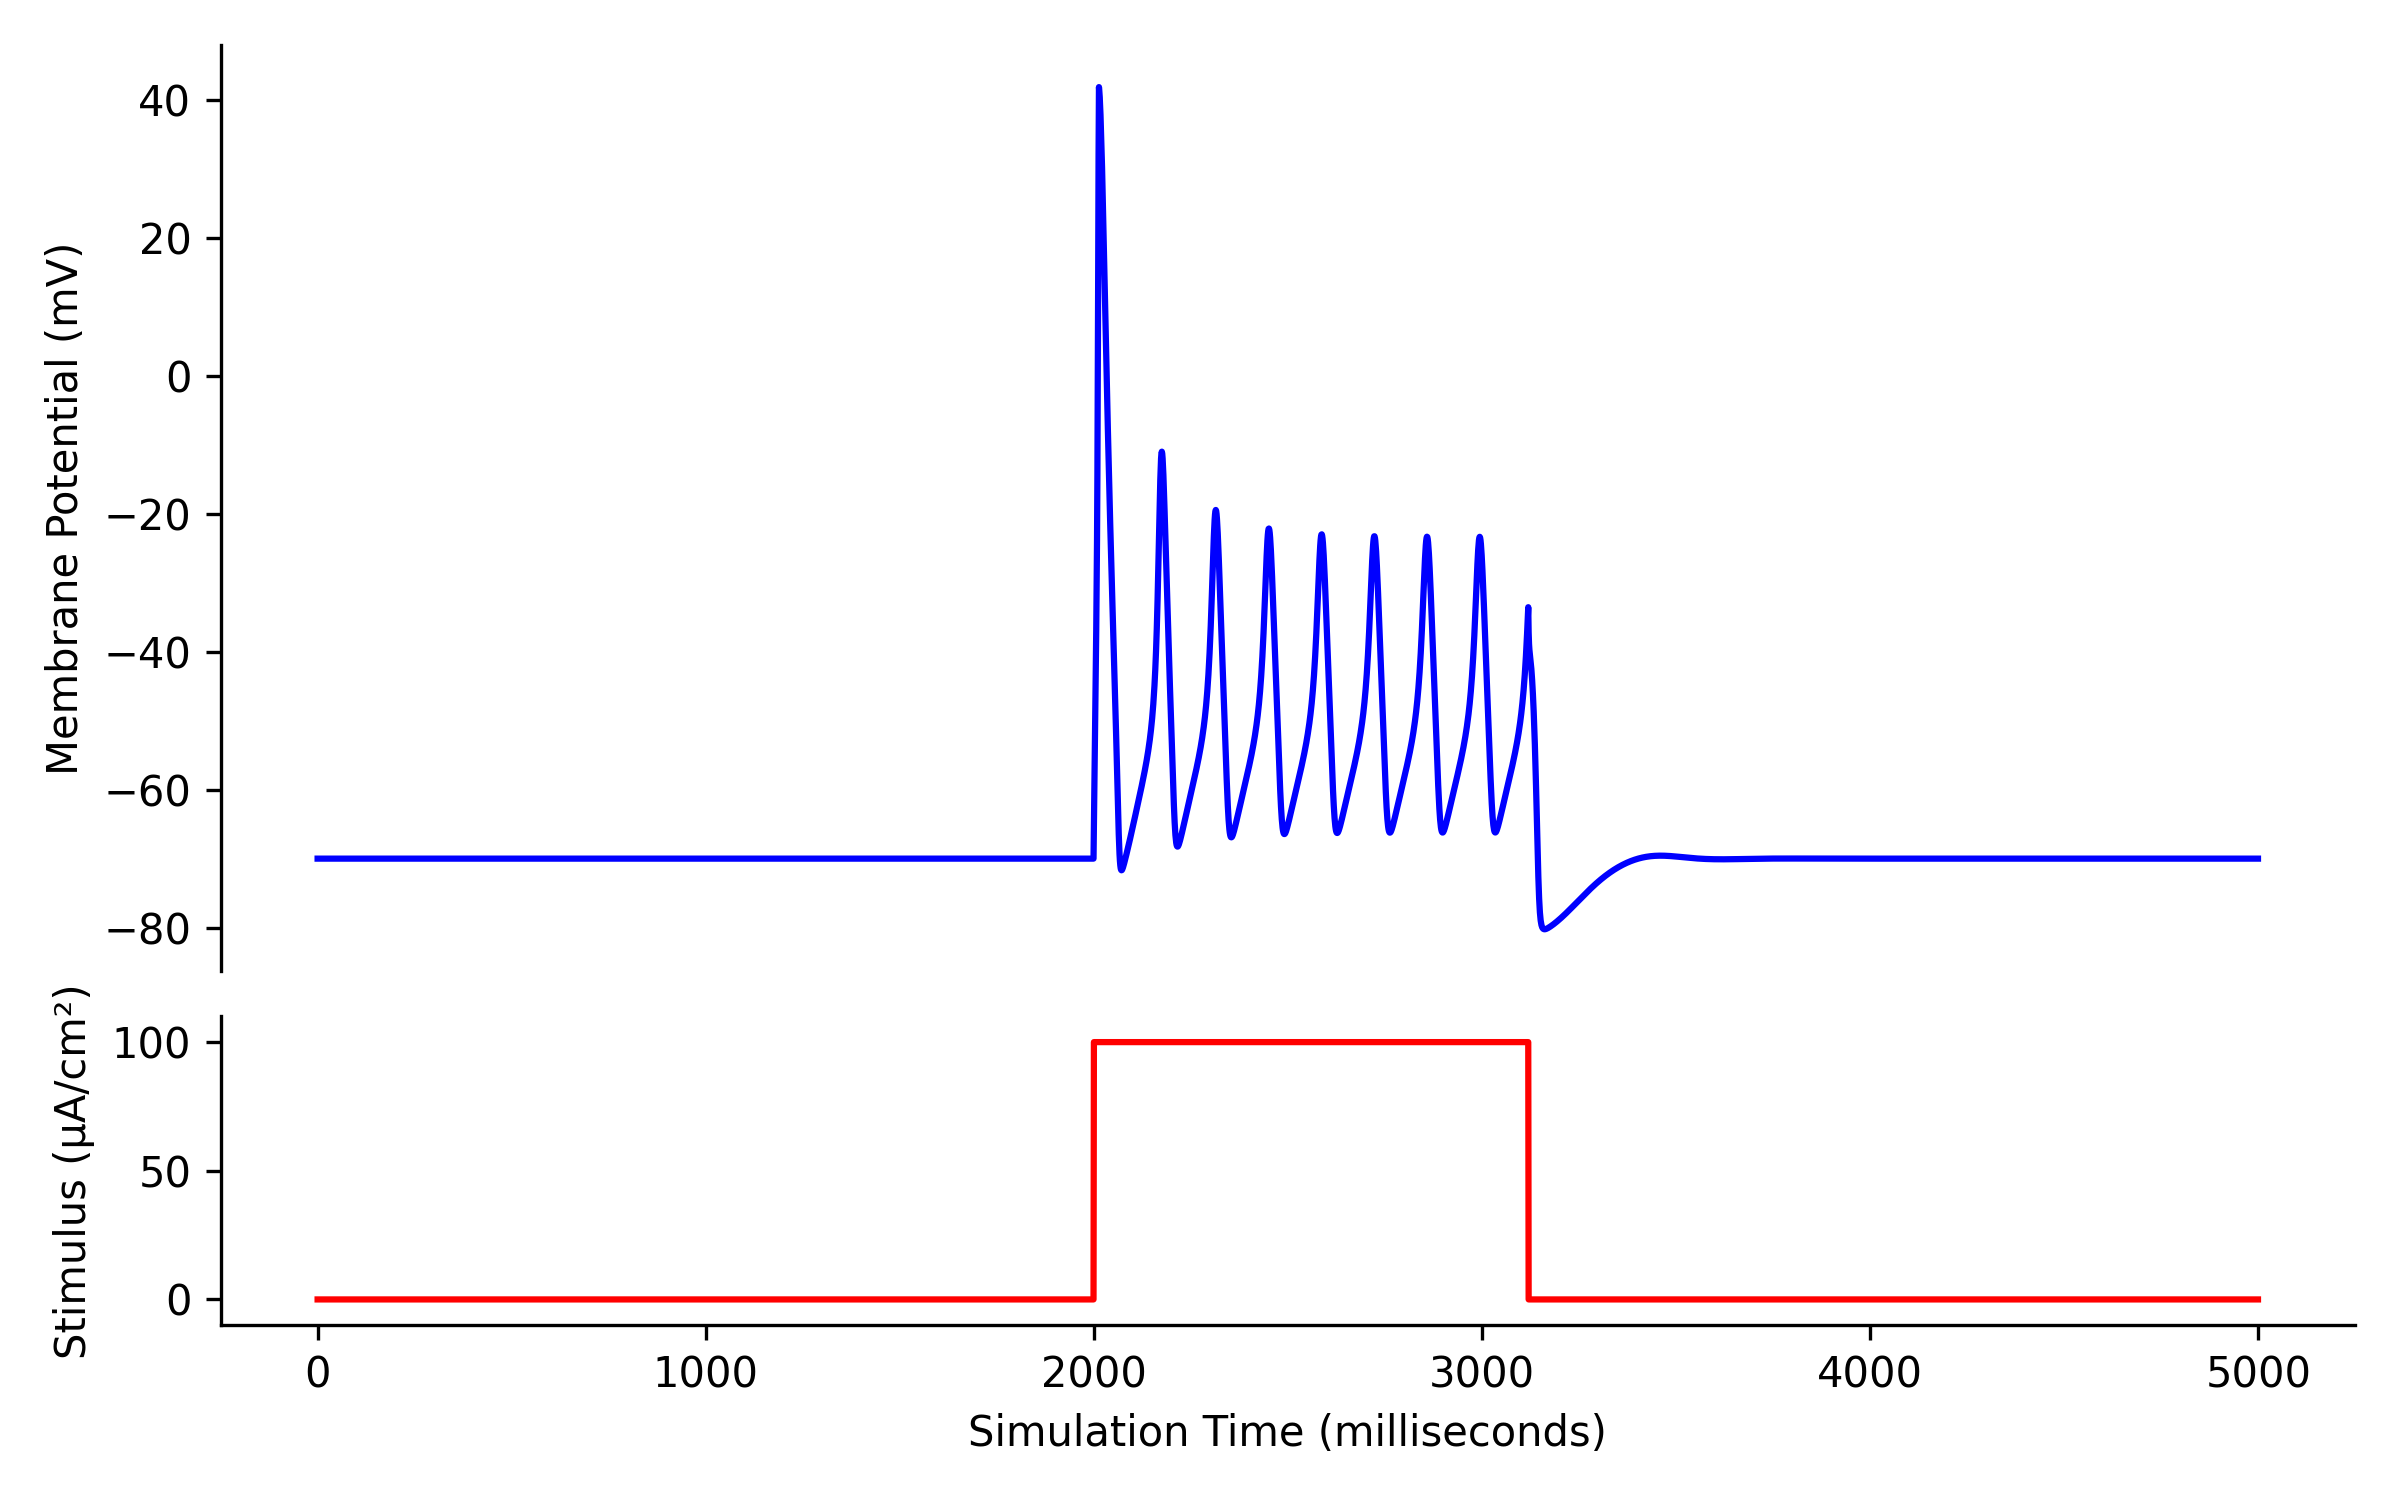 Membrane Potential (mV)
40
20
0
−20
−40
−60
−80
Stimulus (µA/cm²)
100
50
0
0 1000 2000 3000 4000 5000
Simulation Time (milliseconds)